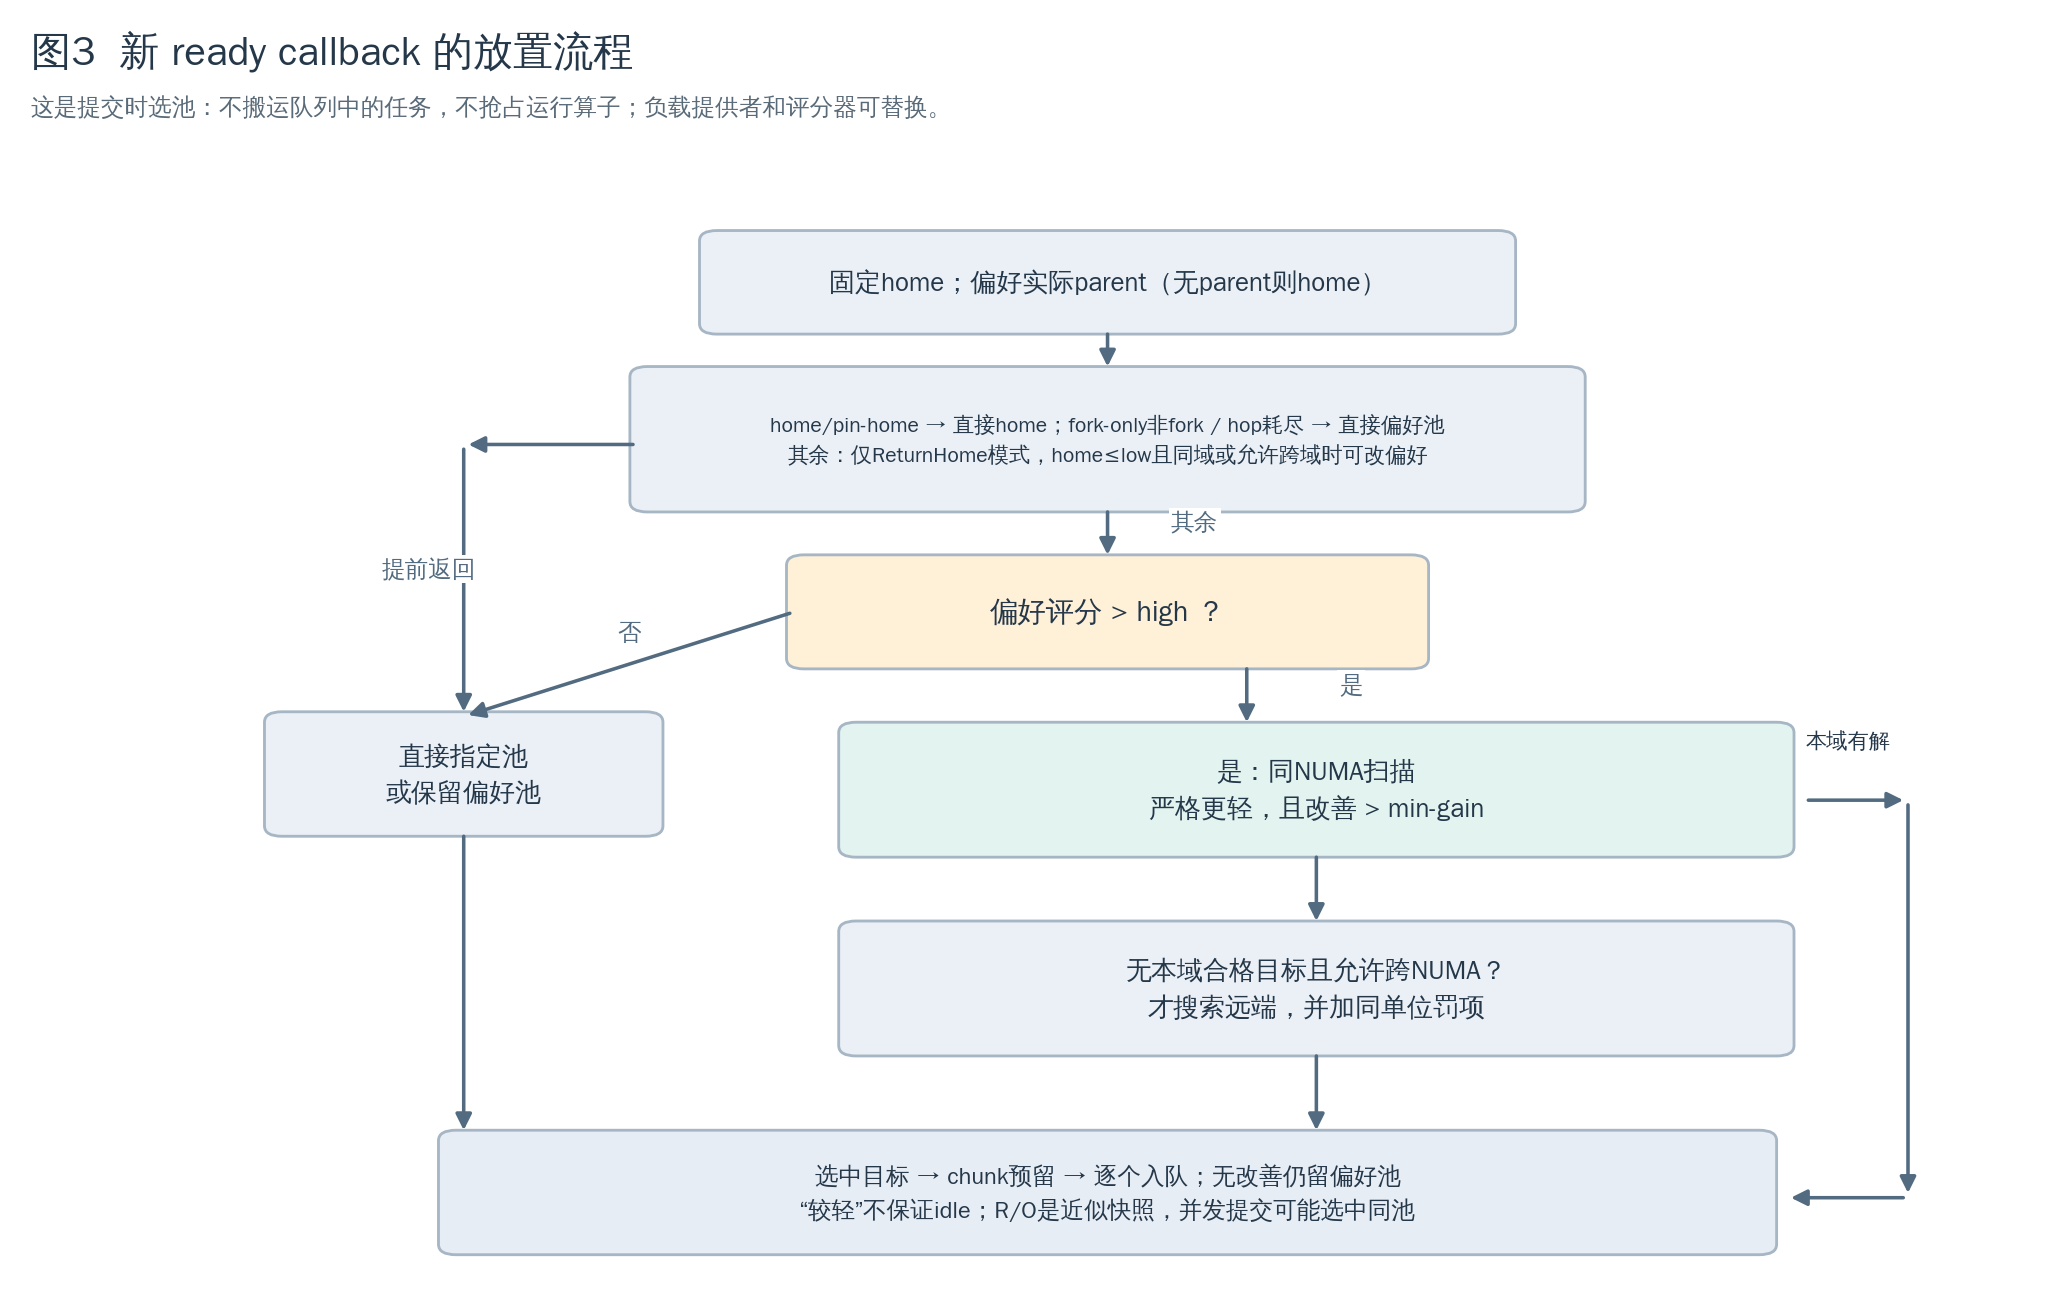 图3 新 ready callback 的放置流程
这是提交时选池：不搬运队列中的任务，不抢占运行算子；负载提供者和评分器可替换。
固定home；偏好实际parent（无parent则home）
home/pin-home → 直接home；fork-only非fork / hop耗尽 → 直接偏好池
其余：仅ReturnHome模式，home≤low且同域或允许跨域时可改偏好
其余
提前返回
偏好评分 > high ？
否
是
直接指定池
或保留偏好池
是：同NUMA扫描
严格更轻，且改善 > min-gain
本域有解
无本域合格目标且允许跨NUMA？
才搜索远端，并加同单位罚项
选中目标 → chunk预留 → 逐个入队；无改善仍留偏好池
“较轻”不保证idle；R/O是近似快照，并发提交可能选中同池